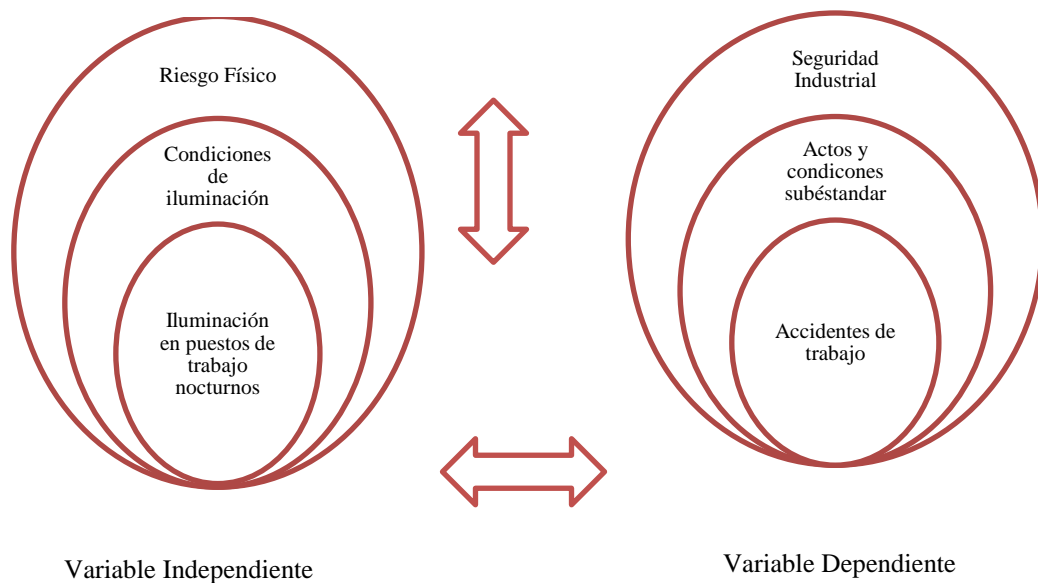 Riesgo Físico
Condiciones
de
iluminación
Iluminación
en puestos de
trabajo
nocturnos
Variable Independiente
Seguridad
Industrial
Actos y
condicones
subéstandar
Accidentes de
trabajo
Variable Dependiente